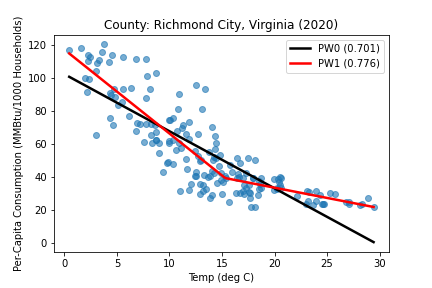 County: Richmond City, Virginia (2020)
Per-Capita Consumption (MMBtu/1000 Households)
120
100
80
60
40
20
0
PW0 (0.701)
PW1 (0.776)
0 5 10 15 20 25 30
Temp (deg C)